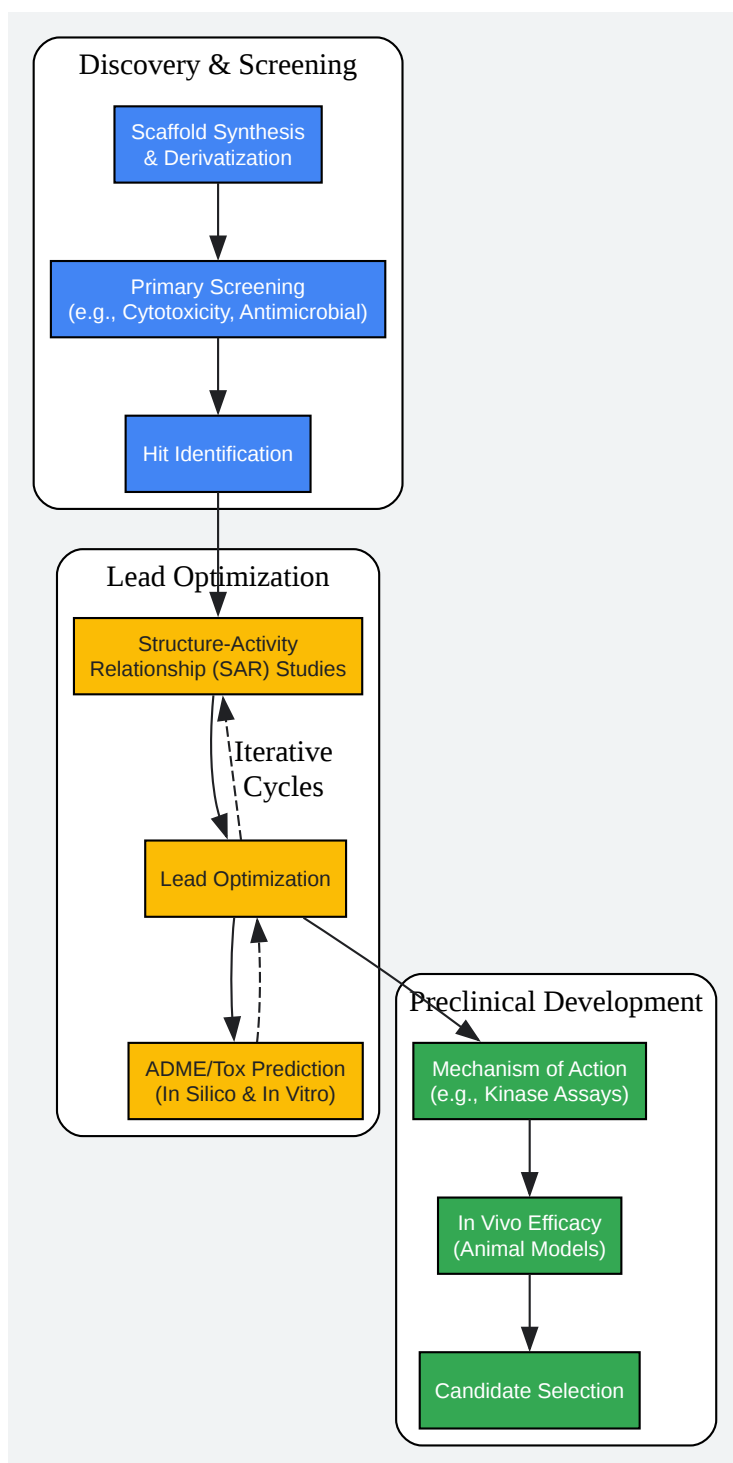 Discovery & Screening
Scaffold Synthesis
& Derivatization
Primary Screening
(e.g., Cytotoxicity, Antimicrobial)
Hit Identification
Lead Optimization
Structure-Activity
Relationship (SAR) Studies
Iterative
Cycles
Lead Optimization
ADME/Tox Prediction
(In Silico & In Vitro)
Preclinical Development
Mechanism of Action
(e.g., Kinase Assays)
In Vivo Efficacy
(Animal Models)
Candidate Selection